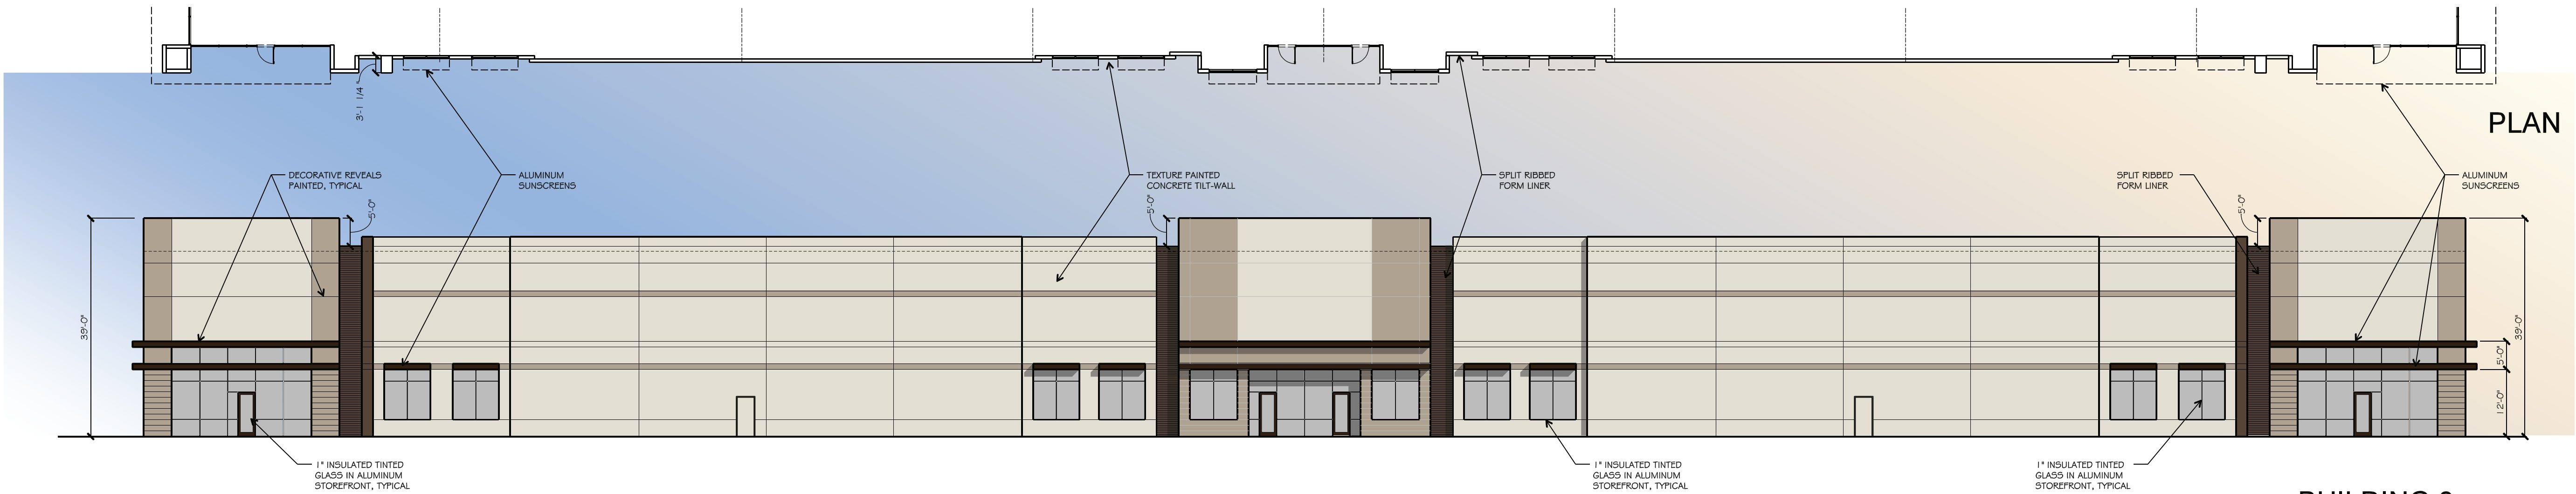 3'-1 1/4"
PLAN
DECORATIVE REVEALS
PAINTED, TYPICAL
ALUMINUM
SUNSCREENS
TEXTURE PAINTED
CONCRETE TILT-WALL
SPLIT RIBBED
FORM LINER
SPLIT RIBBED
FORM LINER
ALUMINUM
SUNSCREENS
5'-0"
5'-0"
5'-0"
39'-0"
39'-0"
5'-0"
12'-0"
1" INSULATED TINTED
GLASS IN ALUMINUM
STOREFRONT, TYPICAL
1" INSULATED TINTED
GLASS IN ALUMINUM
STOREFRONT, TYPICAL
1" INSULATED TINTED
GLASS IN ALUMINUM
STOREFRONT, TYPICAL
BUILDING